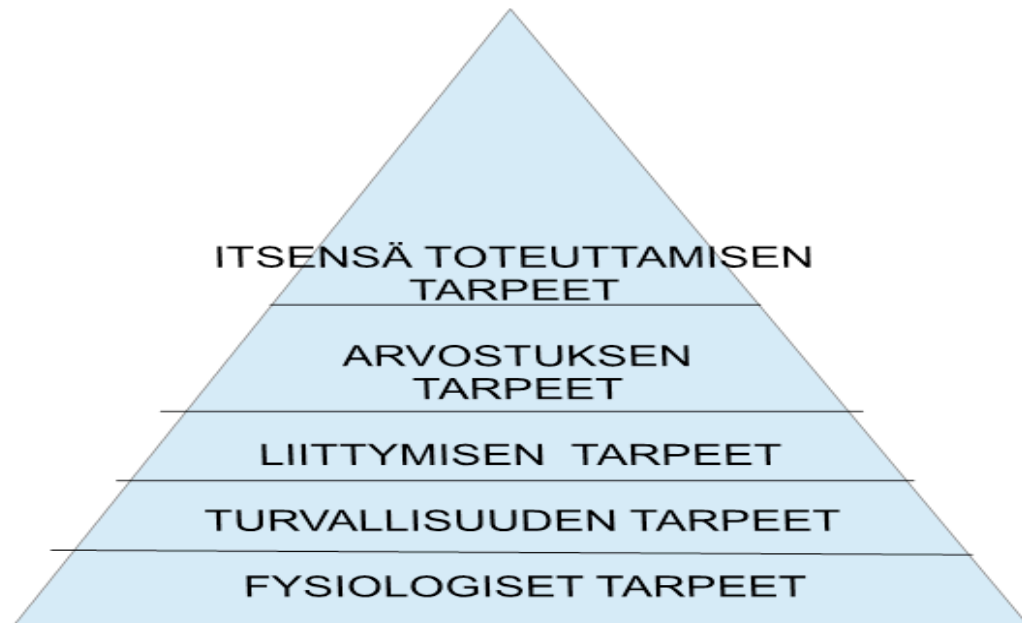 ITSENSÄ TOTEUTTAMISEN
TARPEET
ARVOSTUKSEN
TARPEET
LIITTYMISEN TARPEET
TURVALLISUUDEN TARPEET
FYSIOLOGISET TARPEET